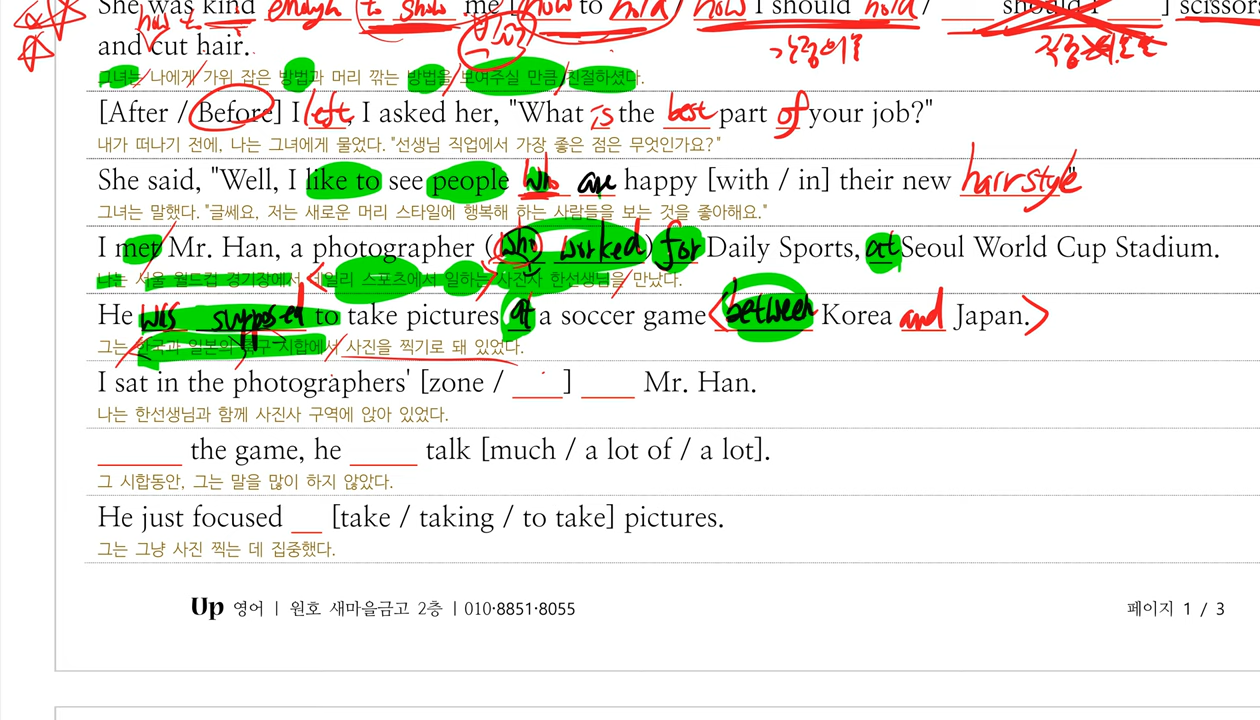 She was kind enough (to show me [how to hold / how I should hold / should I ] scissors
how to
and cut hair.
간접의문
그녀는 나에게 가위 잡은 방법과 머리 깎는 방법을 보여주실 만큼 친절하셨다.
[After / Before] I left, I asked her, "What is the best part of your job?"
내가 떠나기 전에, 나는 그녀에게 물었다. "선생님 직업에서 가장 좋은 점은 무엇인가요?"
She said, "Well, I like to see people who are happy [with / in] their new hairstyle"
그녀는 말했다. "글쎄요, 저는 새로운 머리 스타일에 행복해 하는 사람들을 보는 것을 좋아해요."
I met Mr. Han, a photographer (who worked) for Daily Sports, at Seoul World Cup Stadium.
나는 서울 월드컵 경기장에서 <데일리 스포츠에서 일하는> 사진사 한선생님을 만났다.
He was supposed to take pictures at a soccer game <between Korea and Japan.>
그는 한국과 일본의 축구 시합에서 사진을 찍기로 돼 있었다.
I sat in the photographers' [zone / ____] ____ Mr. Han.
나는 한선생님과 함께 사진사 구역에 앉아 있었다.
______ the game, he _____ talk [much / a lot of / a lot].
그 시합동안, 그는 말을 많이 하지 않았다.
He just focused __ [take / taking / to take] pictures.
그는 그냥 사진 찍는 데 집중했다.
Up 영어 | 원호 새마을금고 2층 | 010·8851·8055
페이지 1 / 3